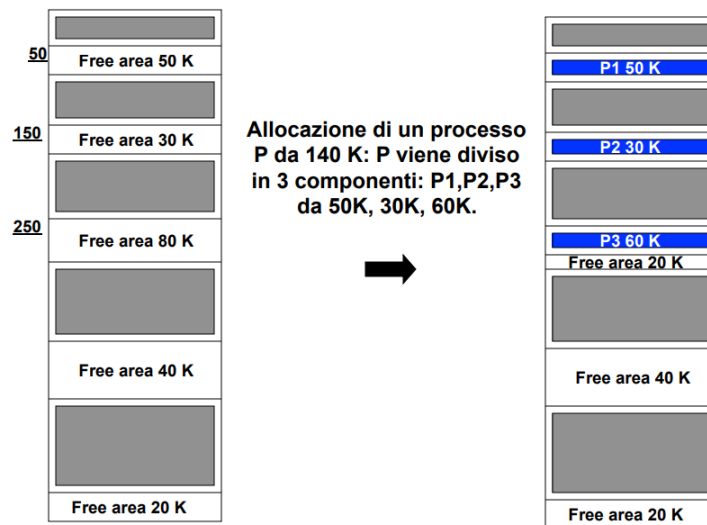 50
Free area 50 K
150
Free area 30 K
250
Free area 80 K
Free area 40 K
Free area 20 K
Allocazione di un processo
P da 140 K: P viene diviso
in 3 componenti: P1,P2,P3
da 50K, 30K, 60K.
P1 50 K
P2 30 K
P3 60 K
Free area 20 K
Free area 40 K
Free area 20 K